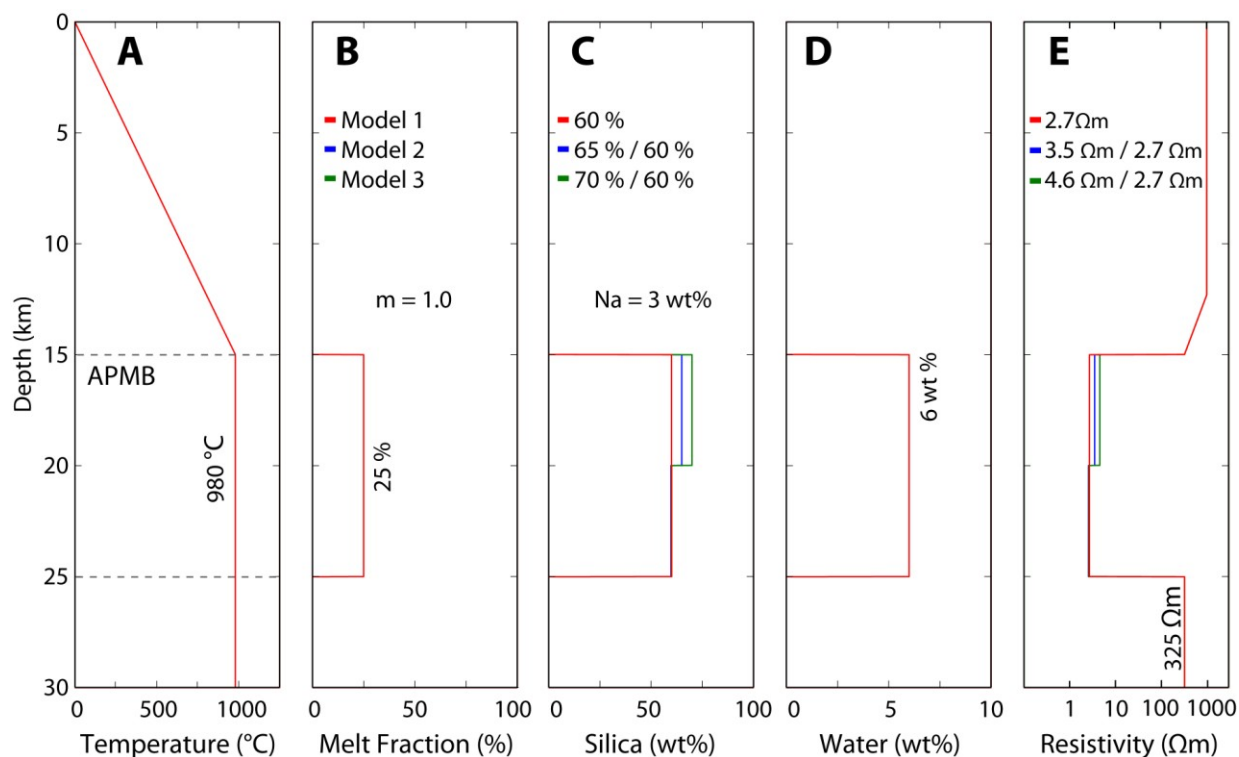 A
B
C
D
E
0
5
10
15
20
25
30
Depth (km)
APMB
980 °C
0
500
1000
Temperature (°C)
Model 1
Model 2
Model 3
m = 1.0
25 %
0
50
100
Melt Fraction (%)
60 %
65 % / 60 %
70 % / 60 %
Na = 3 wt%
0
50
100
Silica (wt%)
6 wt %
0
10
Water (wt%)
2.7Ωm
3.5 Ωm / 2.7 Ωm
4.6 Ωm / 2.7 Ωm
325 Ωm
1
10
100
1000
Resistivity (Ωm)